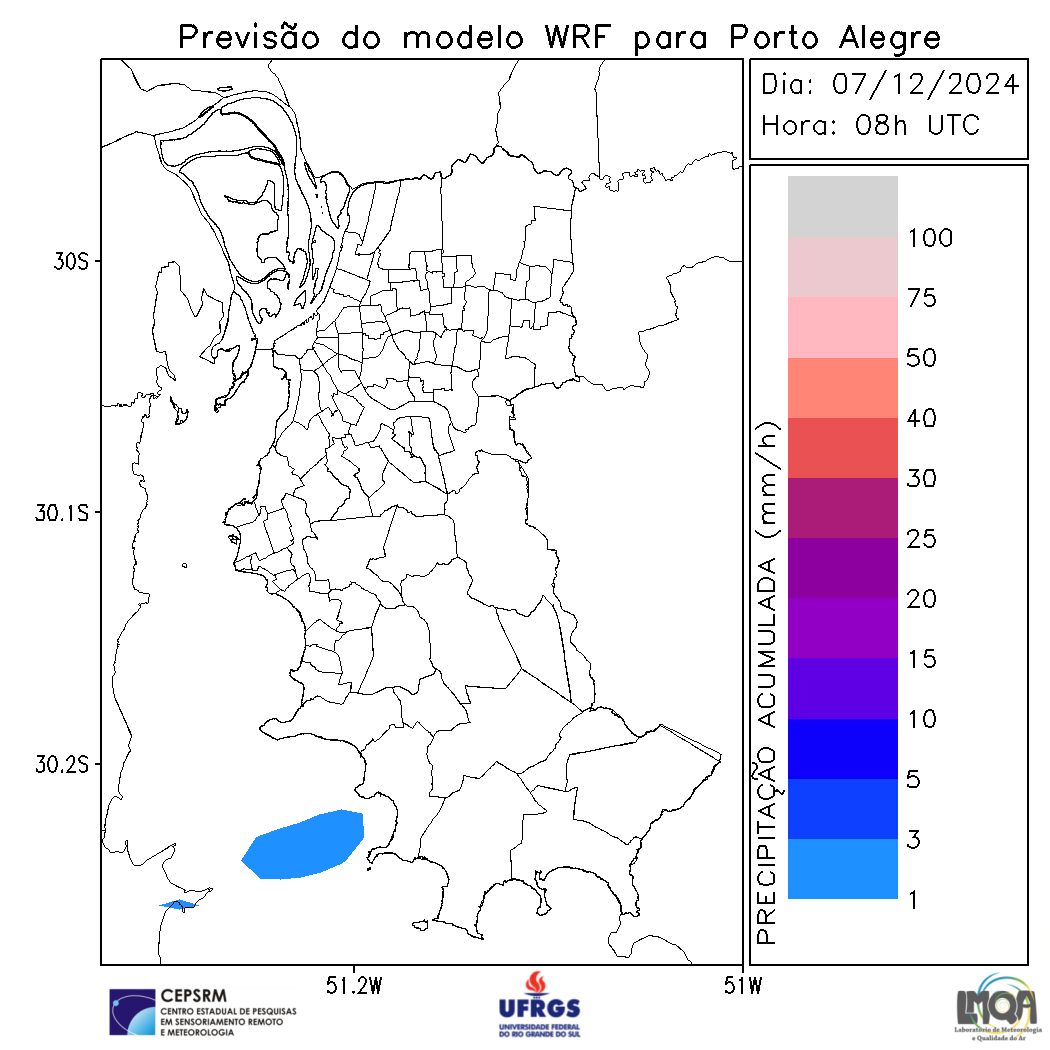 Previsão do modelo WRF para Porto Alegre
Dia: 07/12/2024
Hora: 08h UTC
30S
30.1S
30.2S
51.2W
51W
PRECIPITAÇÃO ACUMULADA (mm/h)
100
75
50
40
30
25
20
15
10
5
3
1
CEPSRM
CENTRO ESTADUAL DE PESQUISAS
EM SENSORIAMENTO REMOTO
E METEOROLOGIA
UFRGS
UNIVERSIDADE FEDERAL
DO RIO GRANDE DO SUL
LMQA
Laboratório de Meteorologia
e Qualidade do Ar